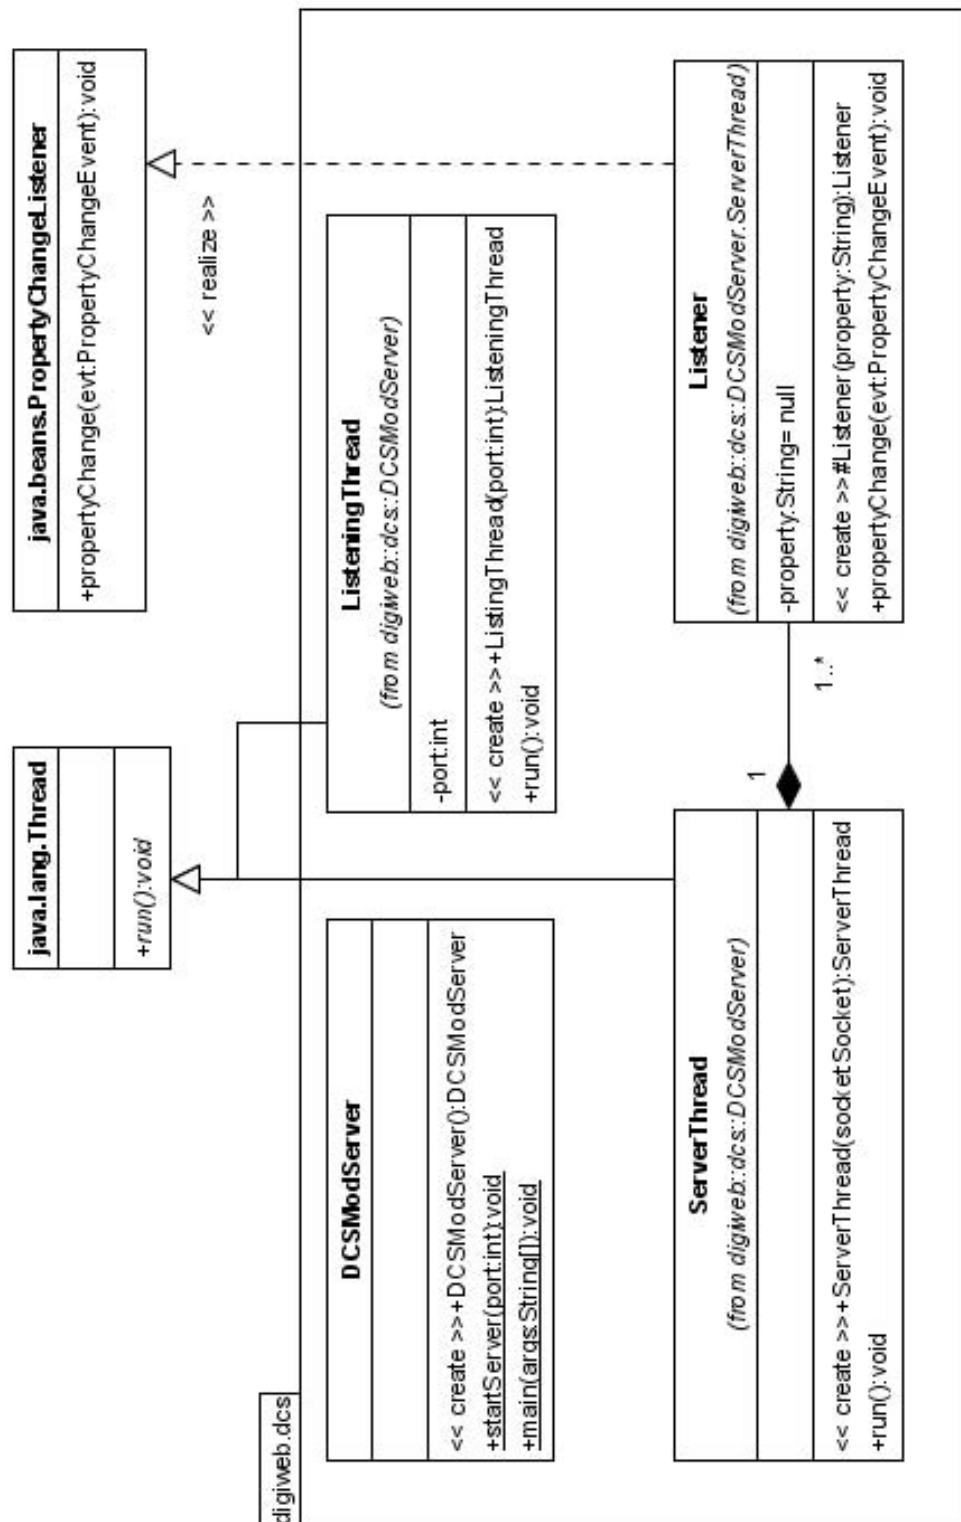 digiweb.dcs
java.lang.Thread
+run():void
java.beans.PropertyChangeListener
+propertyChange(evt:PropertyChangeEvent):void
<< realize >>
DCSModServer
<< create >>+DCSModServer():DCSModServer
+startServer(port:int):void
+main(args:String[]):void
ListeningThread
(from digiweb::dcs::DCSModServer)
-port:int
<< create >>+ListingThread(port:int):ListeningThread
+run():void
ServerThread
(from digiweb::dcs::DCSModServer)
<< create >>+ServerThread(socket:Socket):ServerThread
+run():void
1
1..*
Listener
(from digiweb::dcs::DCSModServer.ServerThread)
-property:String= null
<< create >>#Listener(property:String):Listener
+propertyChange(evt:PropertyChangeEvent):void